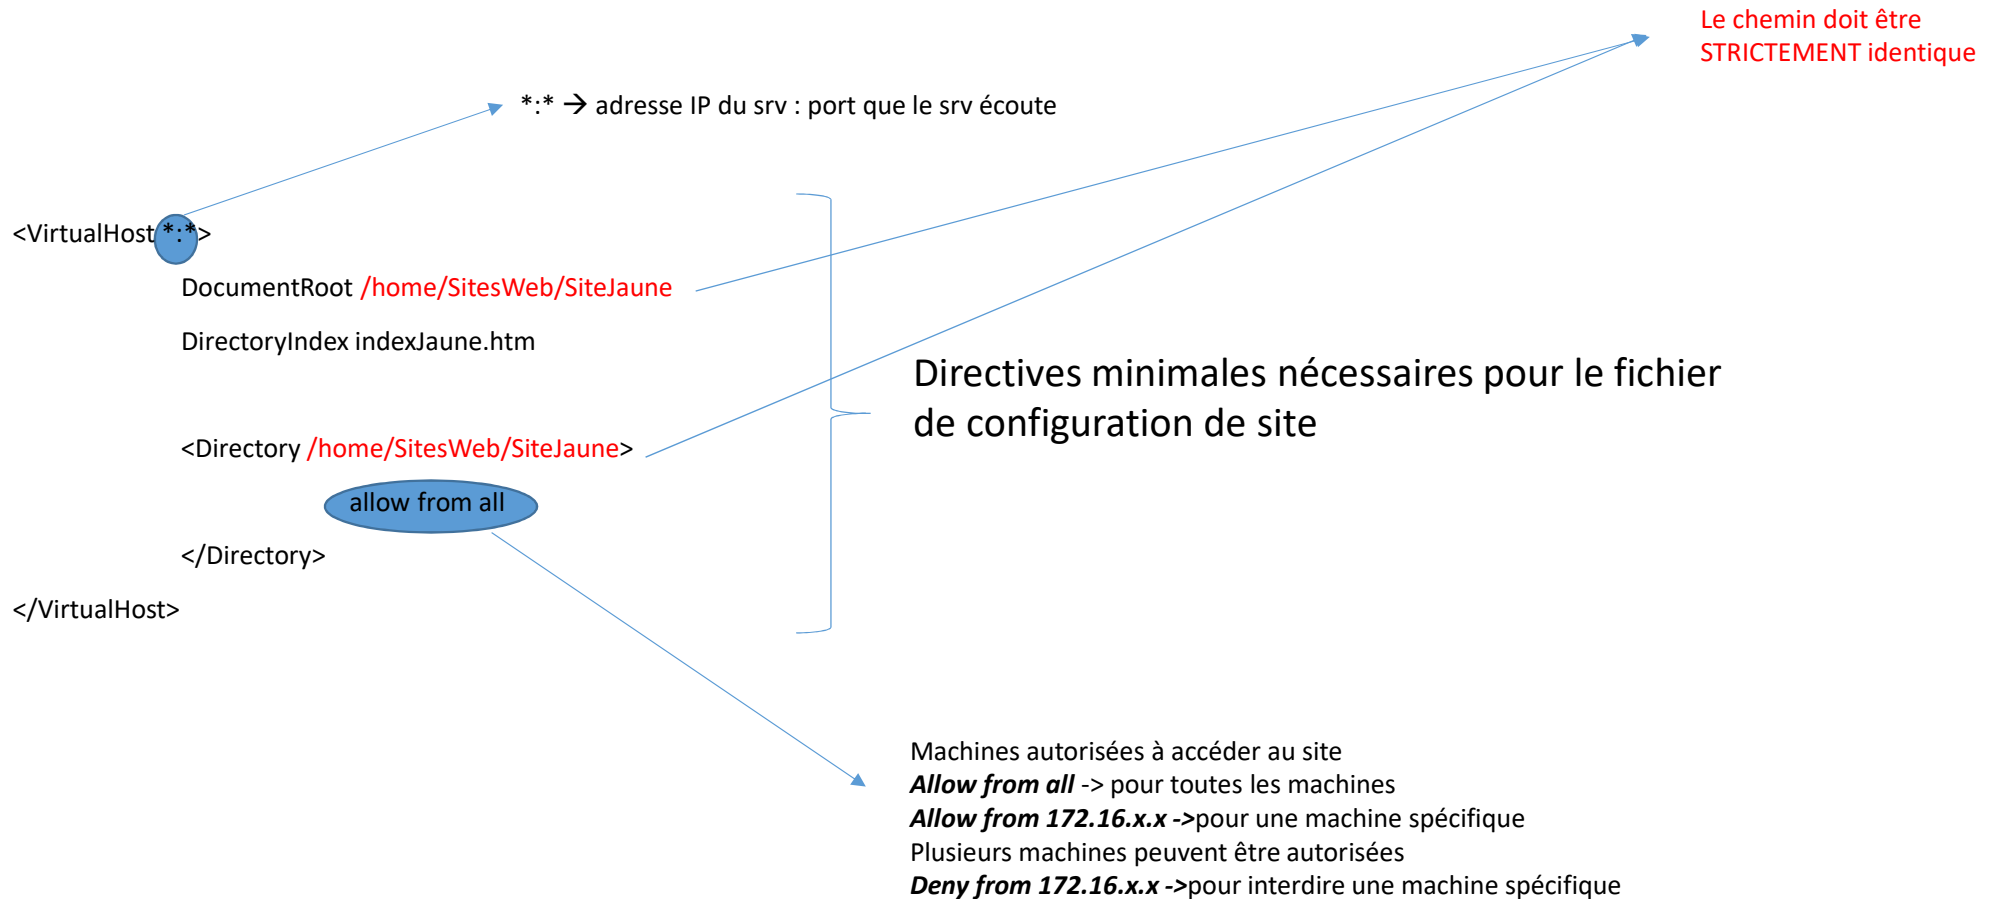 Le chemin doit être
STRICTEMENT identique
*:* → adresse IP du srv : port que le srv écoute
<VirtualHost *:*>
DocumentRoot /home/SitesWeb/SiteJaune
DirectoryIndex indexJaune.htm
Directives minimales nécessaires pour le fichier
de configuration de site
<Directory /home/SitesWeb/SiteJaune>
allow from all
</Directory>
</VirtualHost>
Machines autorisées à accéder au site
Allow from all -> pour toutes les machines
Allow from 172.16.x.x ->pour une machine spécifique
Plusieurs machines peuvent être autorisées
Deny from 172.16.x.x ->pour interdire une machine spécifique